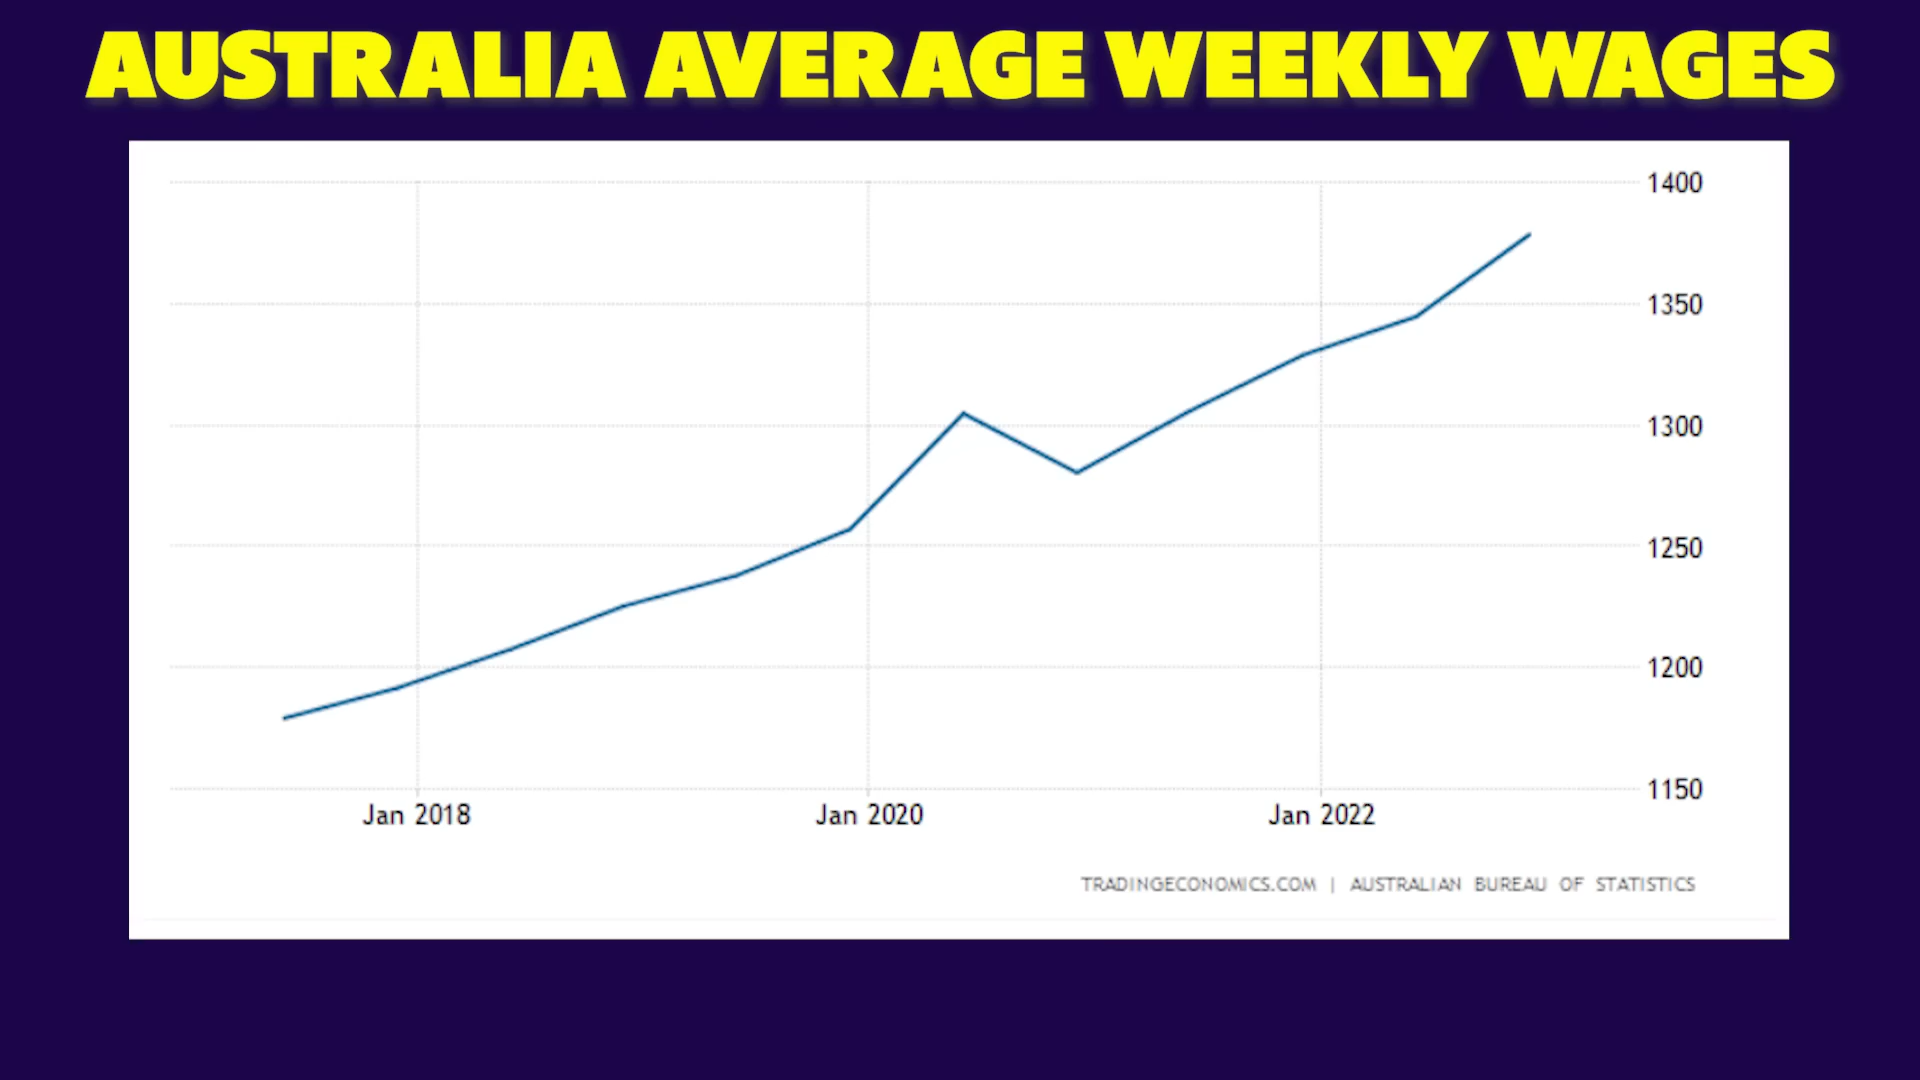 AUSTRALIA AVERAGE WEEKLY WAGES
1400
1350
1300
1250
1200
1150
Jan 2018 Jan 2020 Jan 2022
TRADINGECONOMICS.COM | AUSTRALIAN BUREAU OF STATISTICS